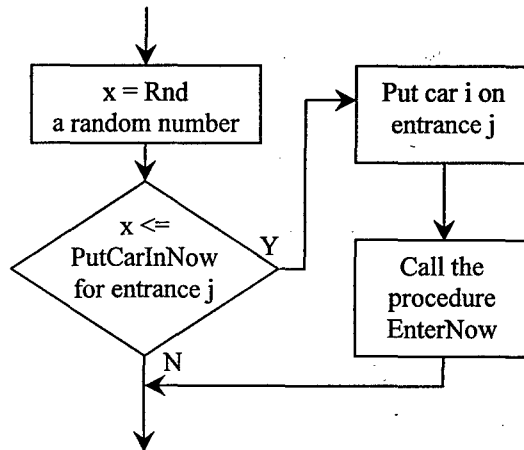 x = Rnd
a random number
x <=
PutCarInNow
for entrance j
Y
N
Put car i on
entrance j
Call the
procedure
EnterNow